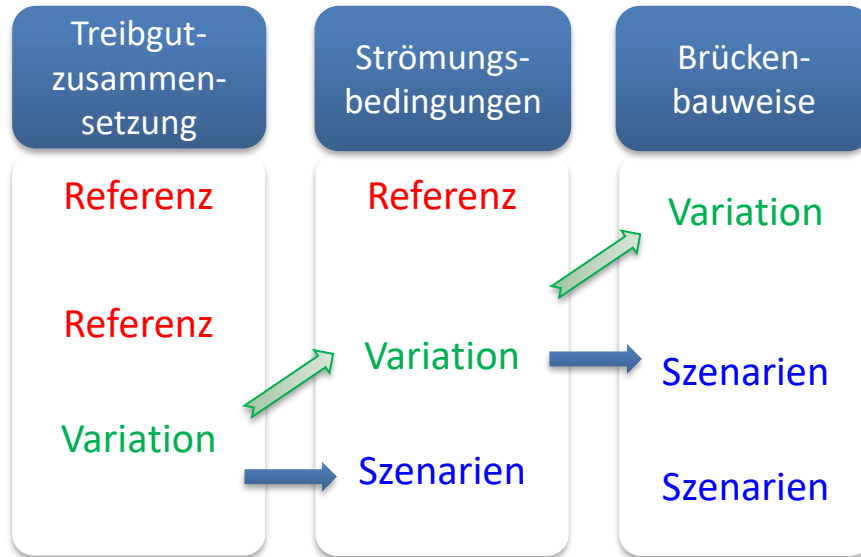 Treibgut-
zusammen-
setzung
Referenz
Referenz
Variation
Strömungs-
bedingungen
Referenz
Variation
Szenarien
Brücken-
bauweise
Variation
Szenarien
Szenarien